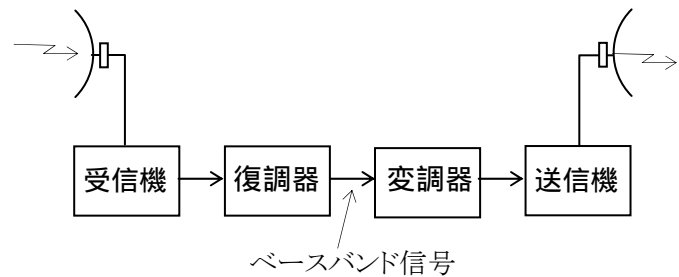 受信機
復調器
変調器
送信機
ベースバンド信号